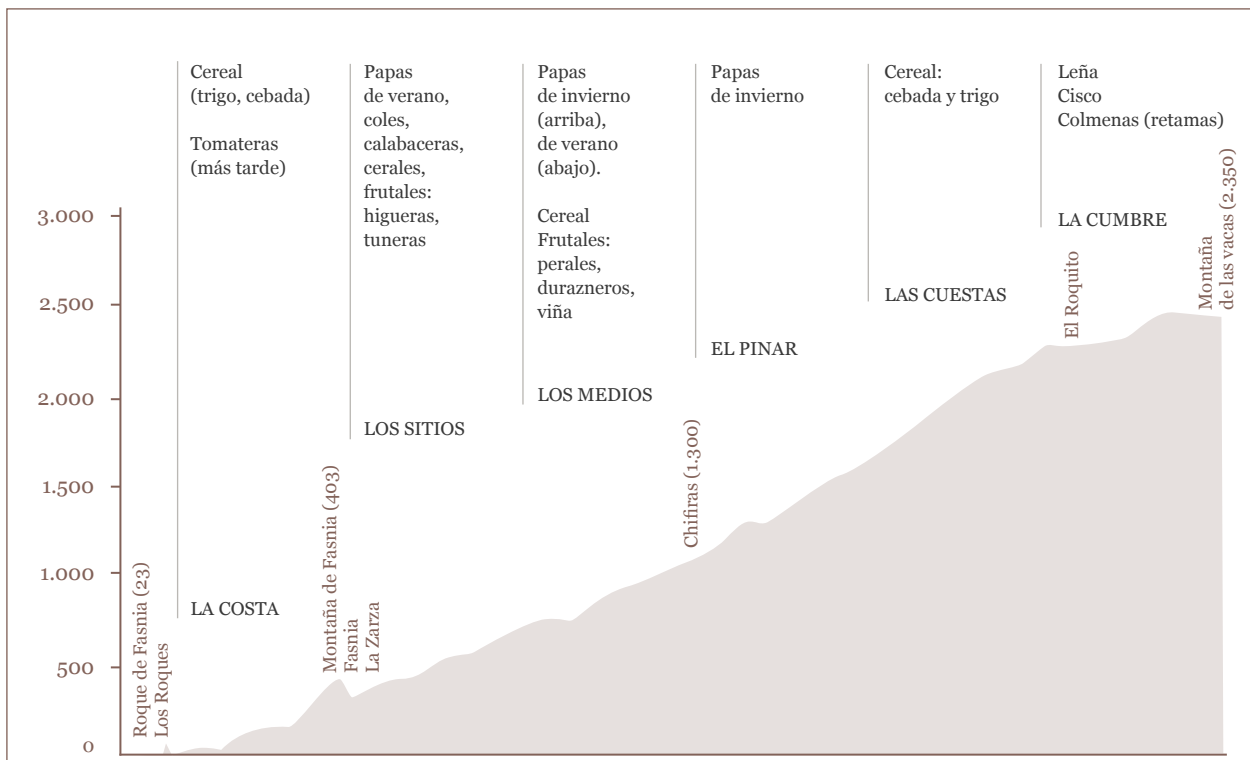 Cereal
(trigo, cebada)
Tomateras
(más tarde)
LA COSTA
Papas
de verano,
coles,
calabaceras,
cerales,
frutales:
higueras,
tuneras
LOS SITIOS
Papas
de invierno
(arriba),
de verano
(abajo).
Cereal
Frutales:
perales,
durazneros,
viña
LOS MEDIOS
Papas
de invierno
EL PINAR
Cereal:
cebada y trigo
LAS CUESTAS
Leña
Cisco
Colmenas (retamas)
LA CUMBRE
3.000
2.500
2.000
1.500
1.000
500
0
Roque de Fasnia (23)
Los Roques
Montaña de Fasnia (403)
Fasnia
La Zarza
Chifiras (1.300)
El Roquito
Montaña
de las vacas (2.350)